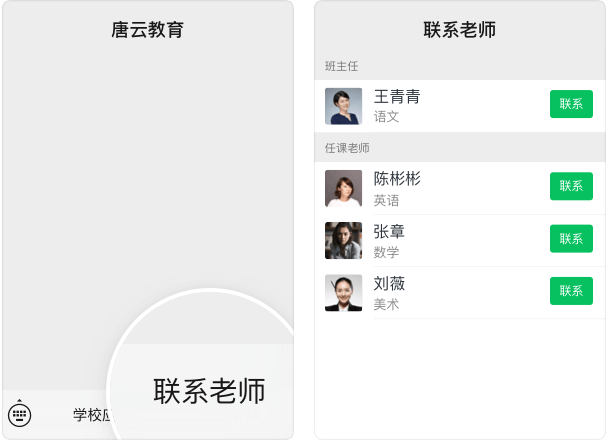 唐云教育
学校应
联系老师
联系老师
班主任
王青青
语文
联系
任课老师
陈彬彬
英语
联系
张章
数学
联系
刘薇
美术
联系